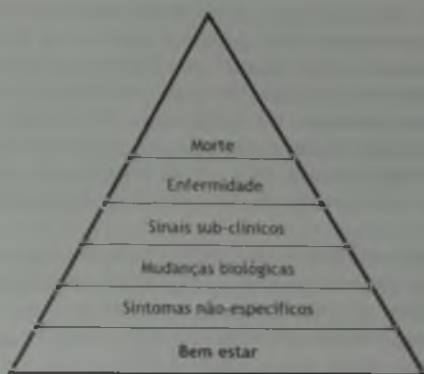 Morte
Enfermidade
Sinais sub-clínicos
Mudanças biológicas
Sintomas não-específicos
Bem estar